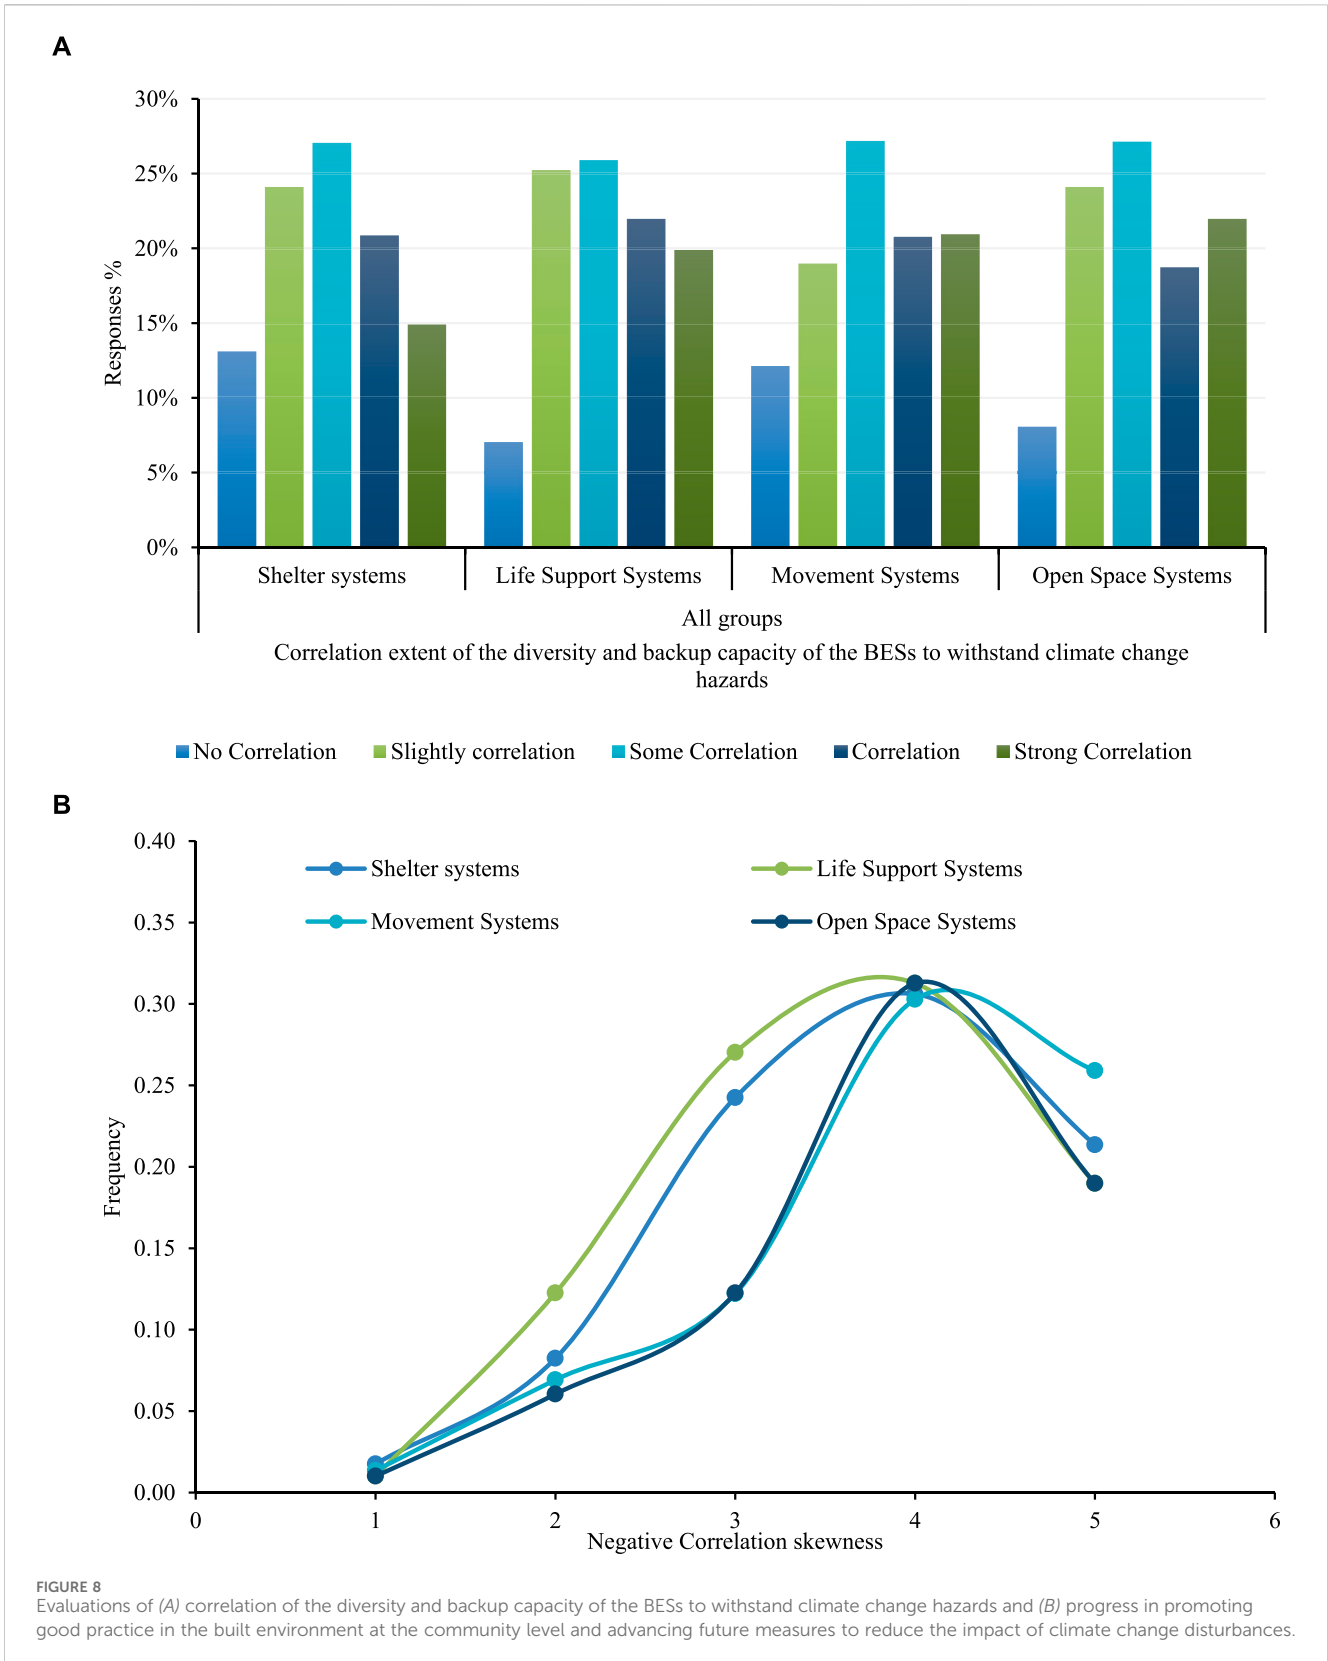 A
30%
25%
20%
15%
10%
5%
0%
Responses %
Shelter systems
Life Support Systems
Movement Systems
Open Space Systems
All groups
Correlation extent of the diversity and backup capacity of the BESs to withstand climate change
hazards
No Correlation
Slightly correlation
Some Correlation
Correlation
Strong Correlation
B
0.40
0.35
0.30
0.25
0.20
0.15
0.10
0.05
0.00
Frequency
Shelter systems
Life Support Systems
Movement Systems
Open Space Systems
0
1
2
3
4
5
6
Negative Correlation skewness
FIGURE 8
Evaluations of (A) correlation of the diversity and backup capacity of the BESs to withstand climate change hazards and (B) progress in promoting
good practice in the built environment at the community level and advancing future measures to reduce the impact of climate change disturbances.